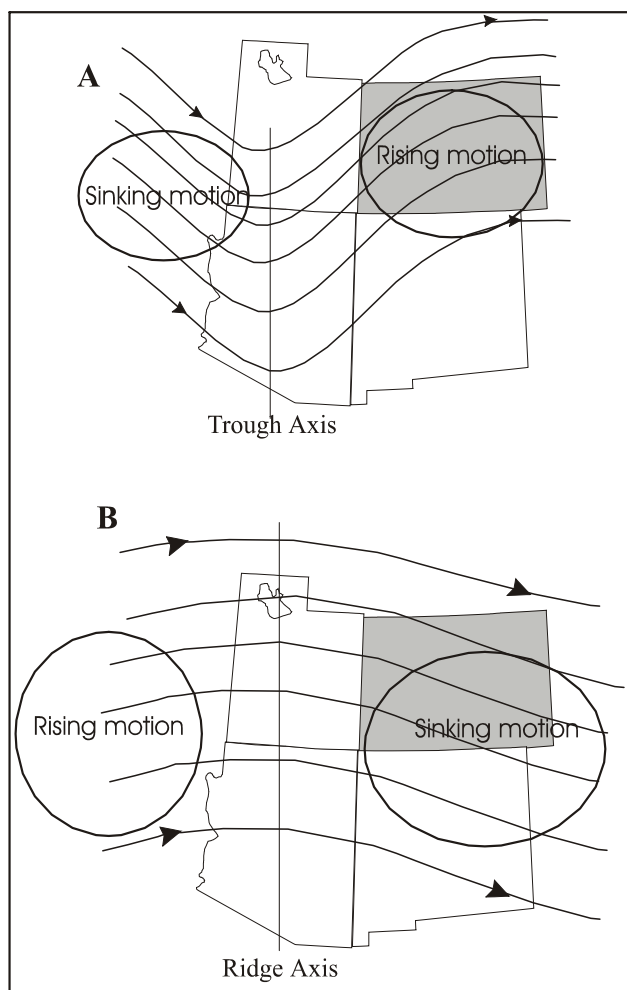 A
Rising motion
Sinking motion
Trough Axis
B
Rising motion
Sinking motion
Ridge Axis